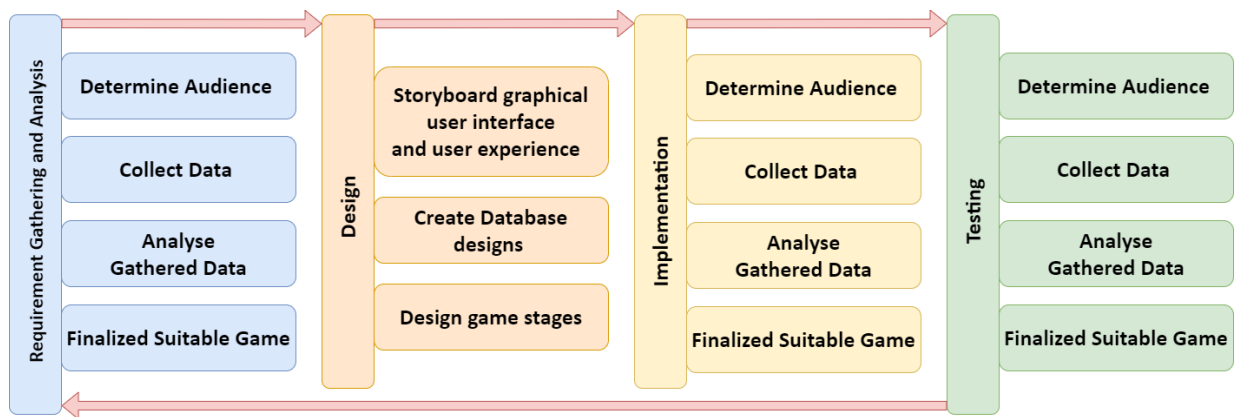 Requirement Gathering and Analysis
Determine Audience
Collect Data
Analyse
Gathered Data
Finalized Suitable Game
Design
Storyboard graphical
user interface
and user experience
Create Database
designs
Design game stages
Implementation
Determine Audience
Collect Data
Analyse
Gathered Data
Finalized Suitable Game
Testing
Determine Audience
Collect Data
Analyse
Gathered Data
Finalized Suitable Game